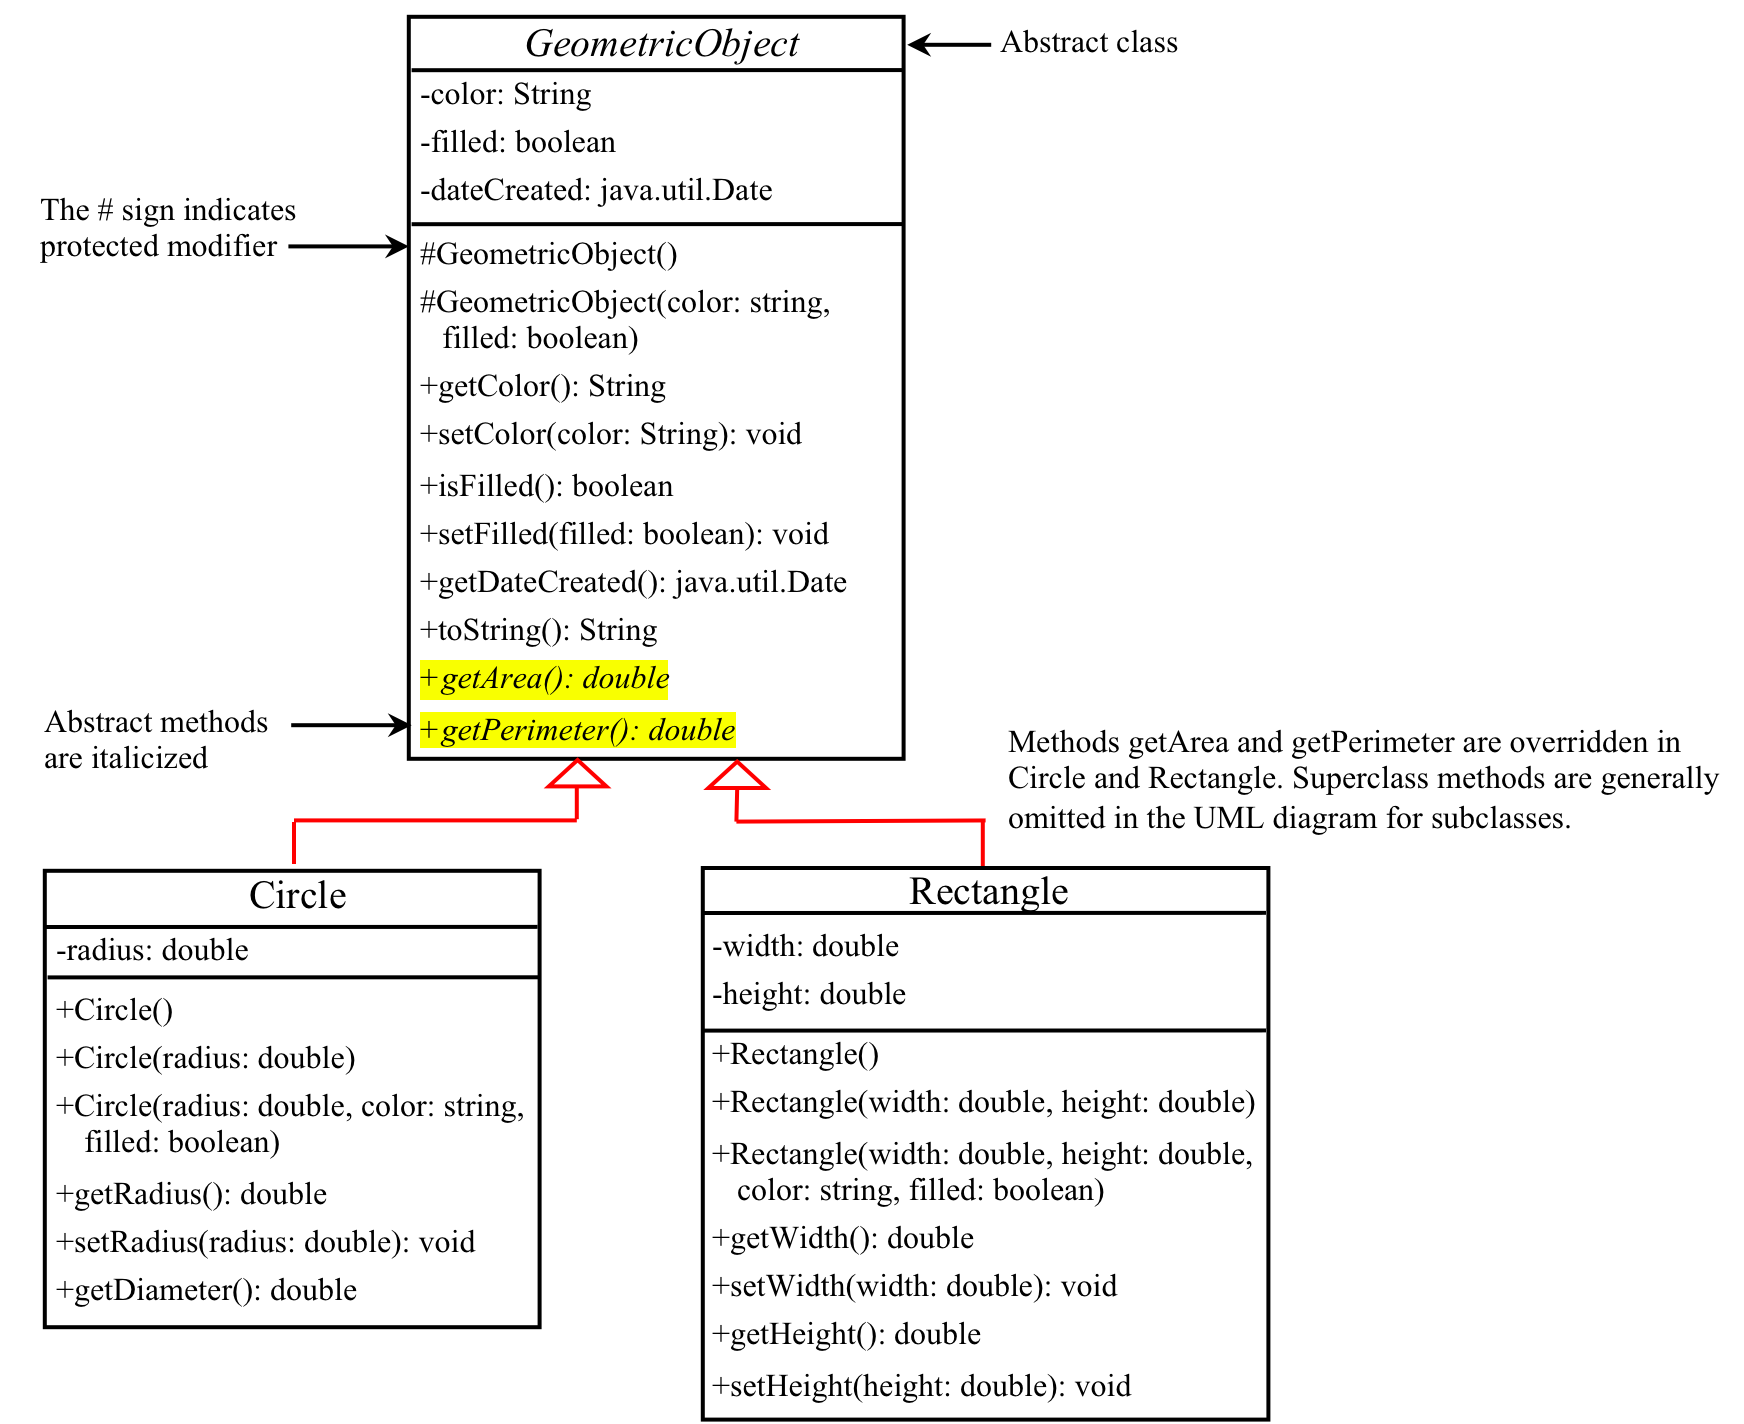 GeometricObject
Abstract class
-color: String
-filled: boolean
-dateCreated: java.util.Date
The # sign indicates
protected modifier
#GeometricObject()
#GeometricObject(color: string,
filled: boolean)
+getColor(): String
+setColor(color: String): void
+isFilled(): boolean
+setFilled(filled: boolean): void
+getDateCreated(): java.util.Date
+toString(): String
+getArea(): double
+getPerimeter(): double
Abstract methods
are italicized
Methods getArea and getPerimeter are overridden in
Circle and Rectangle. Superclass methods are generally
omitted in the UML diagram for subclasses.
Circle
-radius: double
+Circle()
+Circle(radius: double)
+Circle(radius: double, color: string,
filled: boolean)
+getRadius(): double
+setRadius(radius: double): void
+getDiameter(): double
Rectangle
-width: double
-height: double
+Rectangle()
+Rectangle(width: double, height: double)
+Rectangle(width: double, height: double,
color: string, filled: boolean)
+getWidth(): double
+setWidth(width: double): void
+getHeight(): double
+setHeight(height: double): void